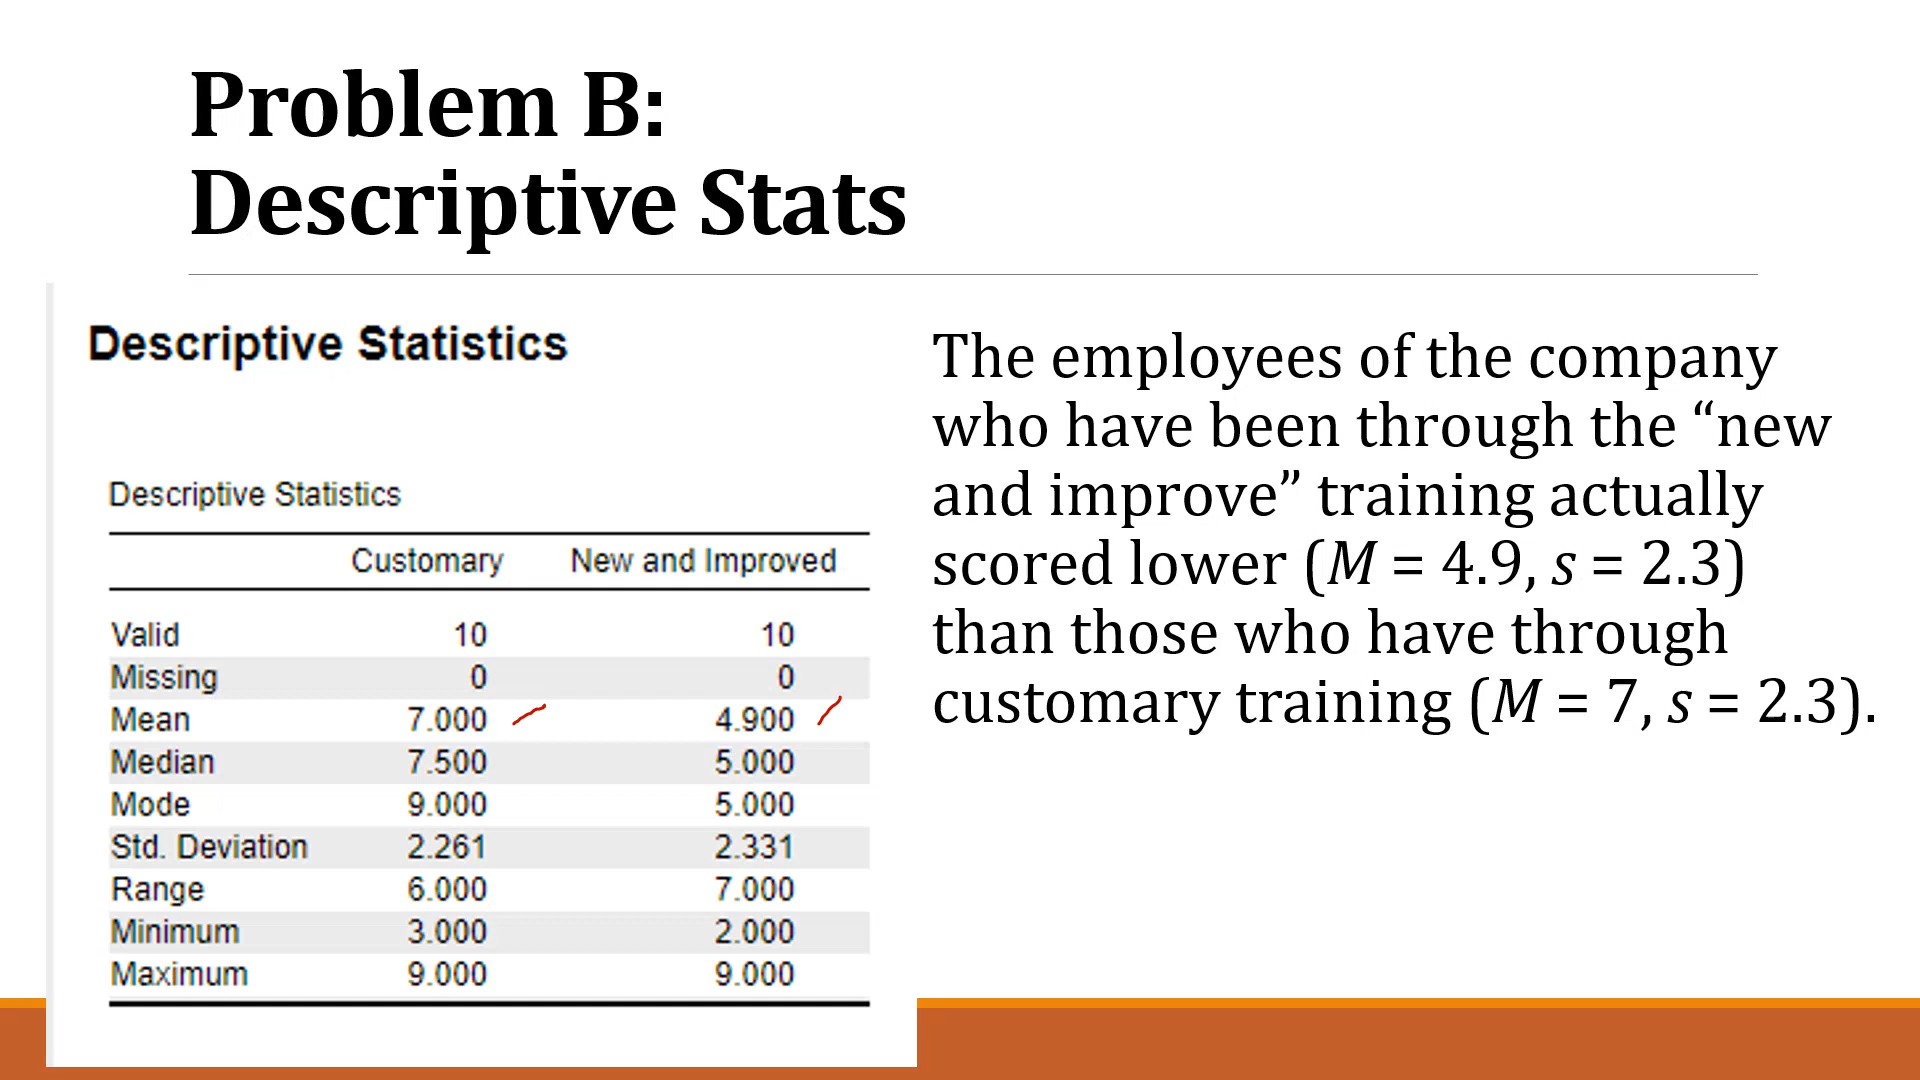 Problem B:
Descriptive Stats
Descriptive Statistics
Descriptive Statistics
Customary New and Improved
Valid 10 10
Missing 0 0
Mean 7.000 4.900
Median 7.500 5.000
Mode 9.000 5.000
Std. Deviation 2.261 2.331
Range 6.000 7.000
Minimum 3.000 2.000
Maximum 9.000 9.000
The employees of the company
who have been through the “new
and improve” training actually
scored lower (M = 4.9, s = 2.3)
than those who have through
customary training (M = 7, s = 2.3).